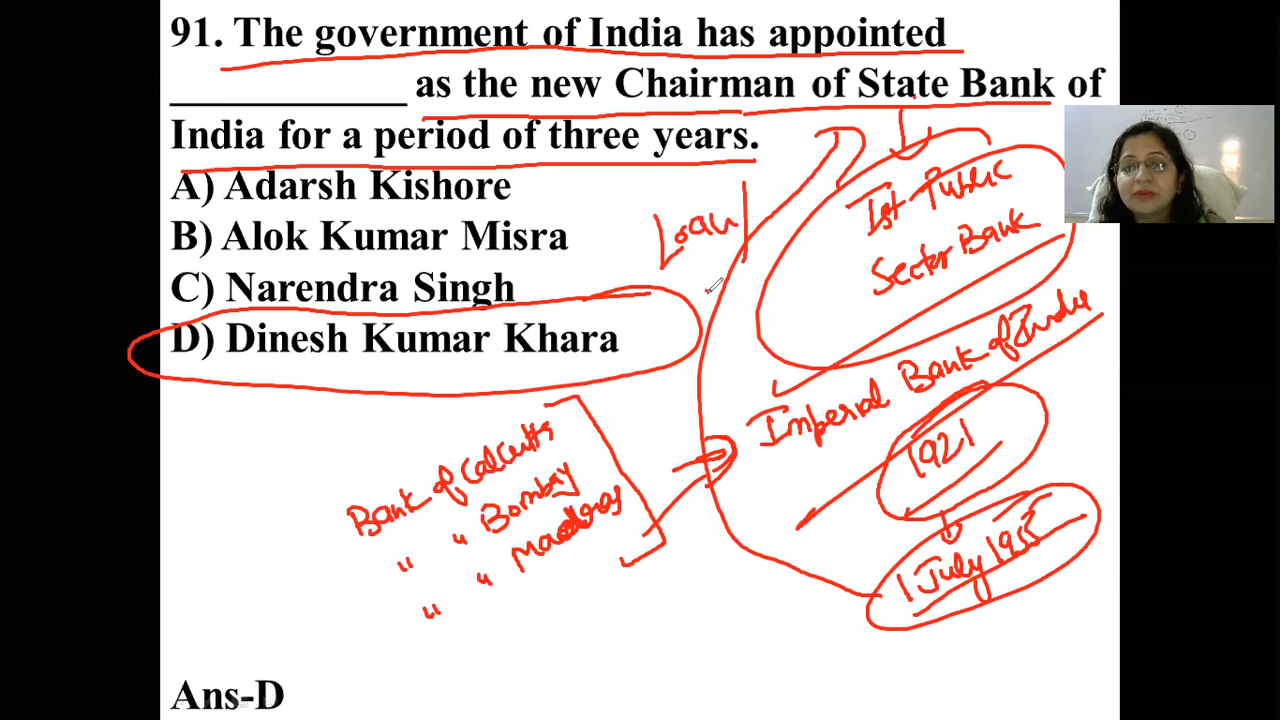 91. The government of India has appointed
____________ as the new Chairman of State Bank of
India for a period of three years.
A) Adarsh Kishore
B) Alok Kumar Misra
C) Narendra Singh
D) Dinesh Kumar Khara
Loan
Ist Public
Sector Bank
Imperial Bank of India
1921
1 July 1955
Bank of Calcutta
" " Bombay
" " Madras
Ans-D